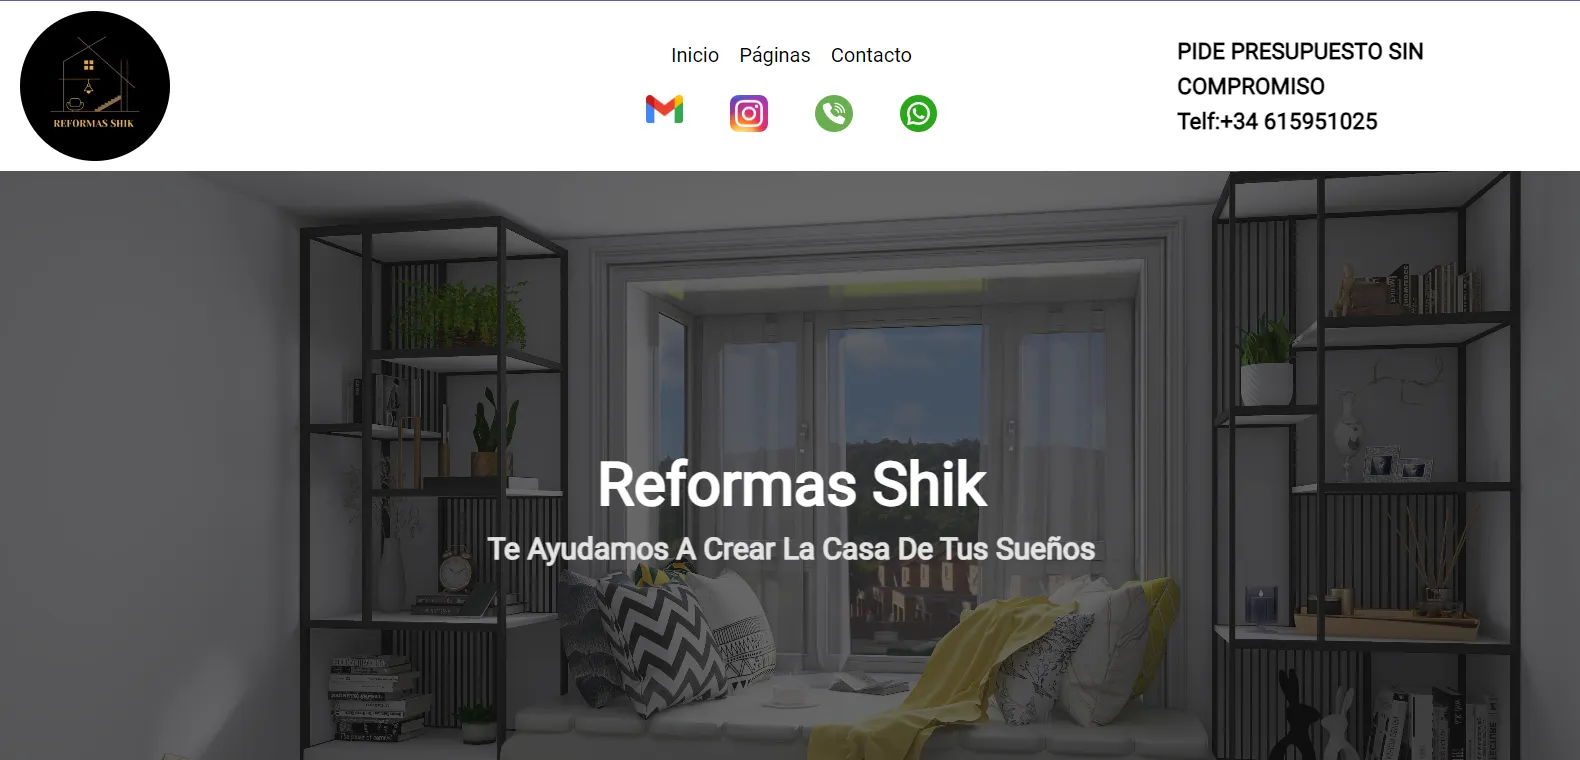 REFORMAS SHIK
Inicio Páginas Contacto
PIDE PRESUPUESTO SIN
COMPROMISO
Telf:+34 615951025
Reformas Shik
Te Ayudamos A Crear La Casa De Tus Sueños